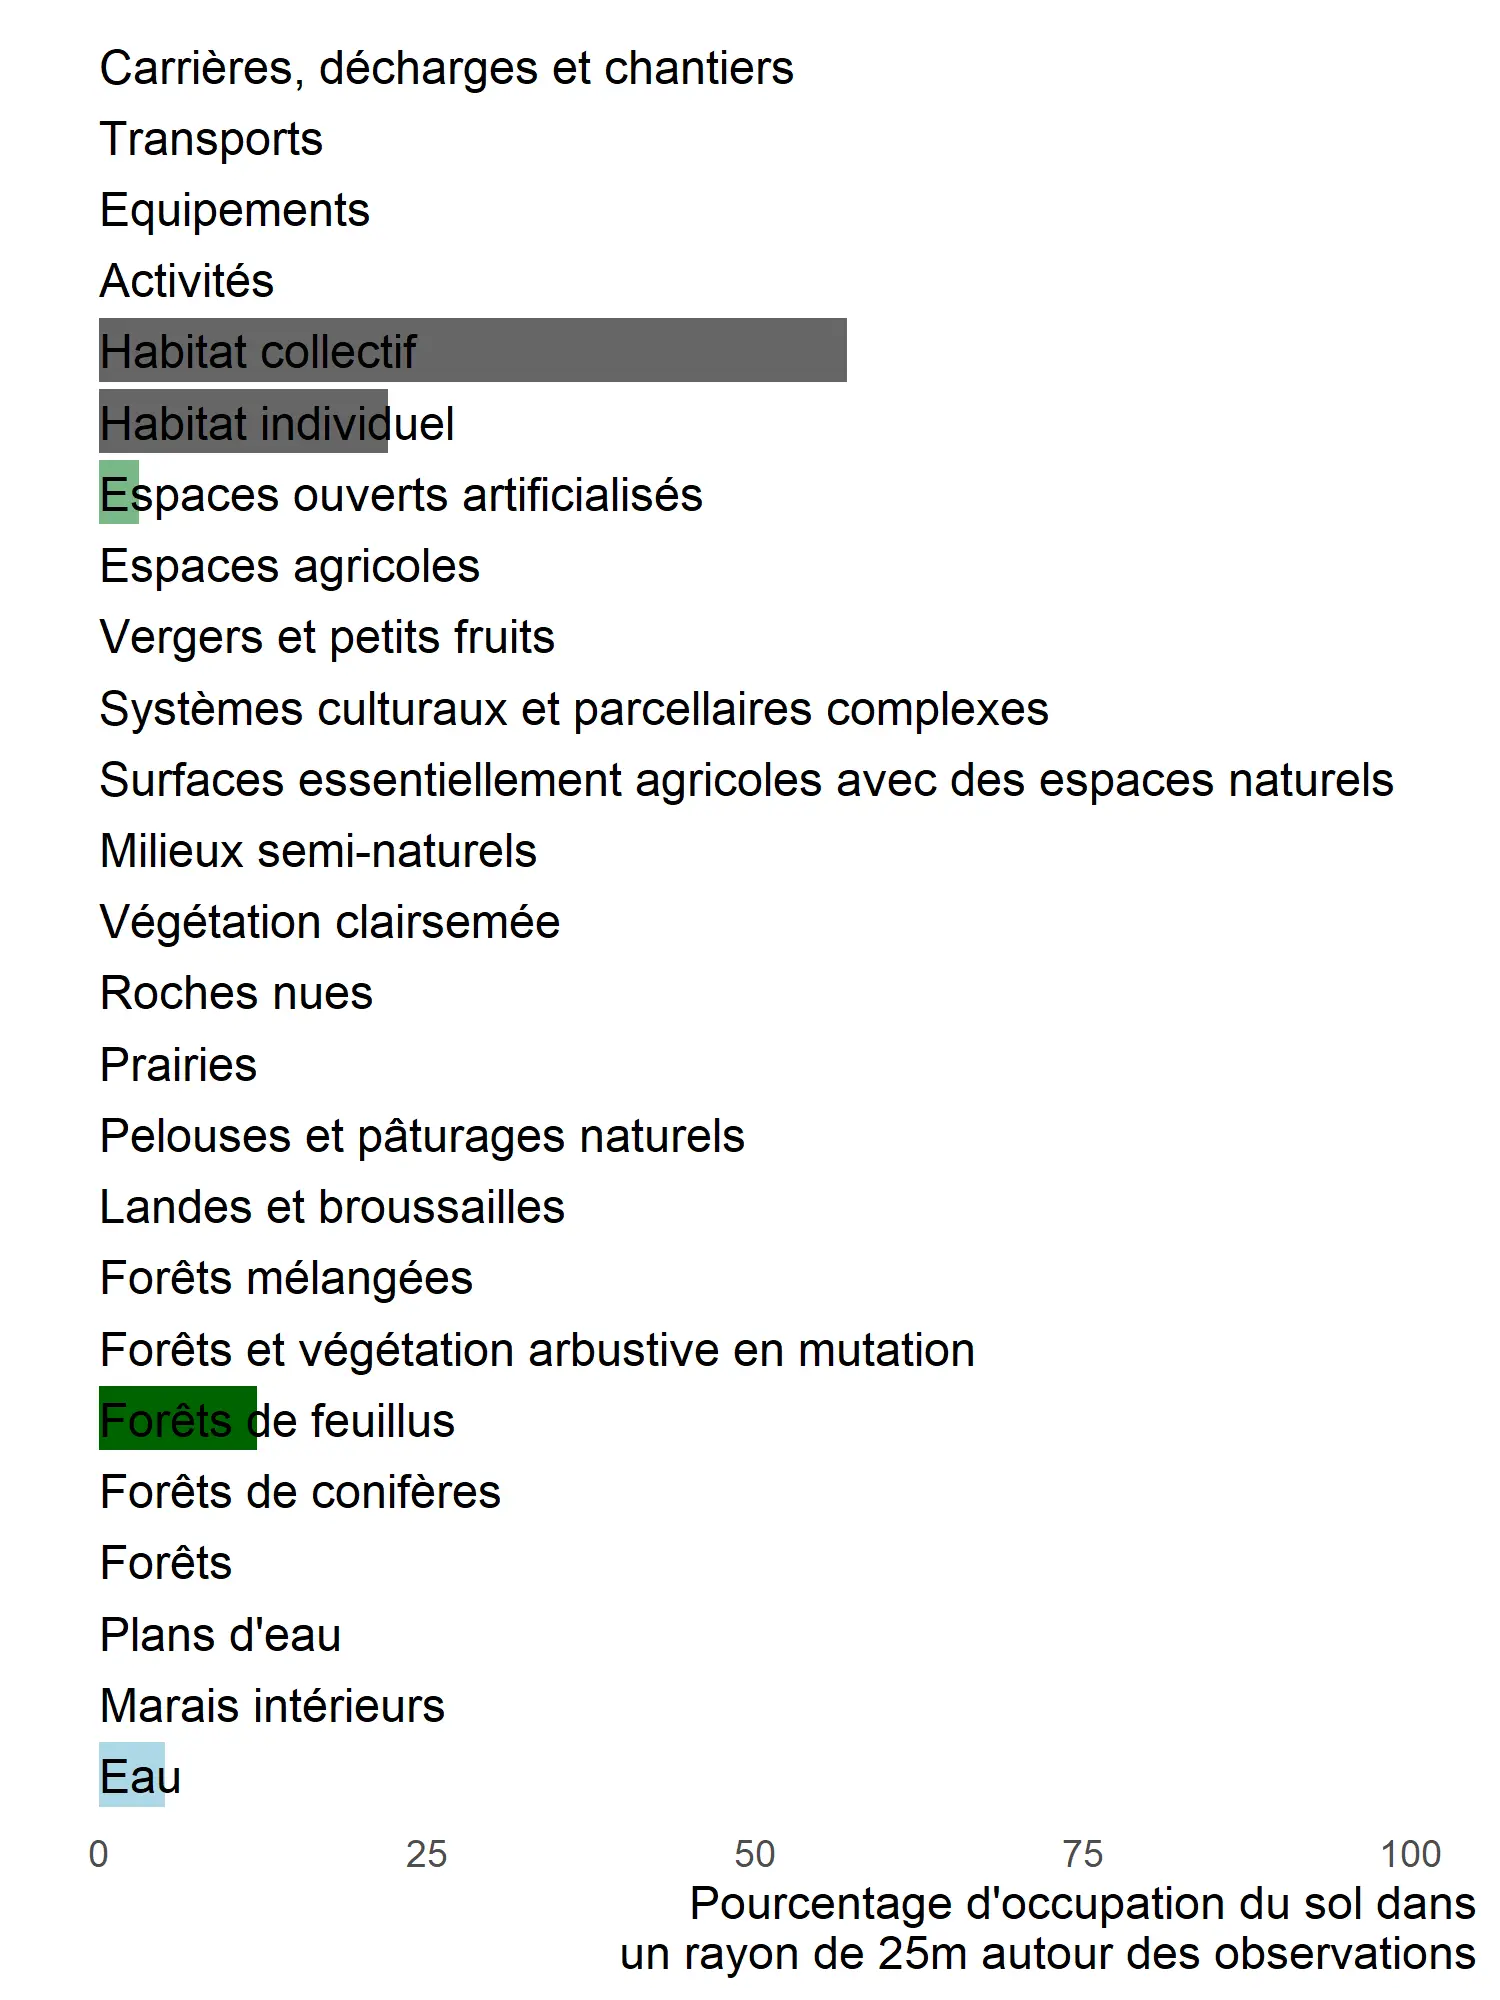 Carrières, décharges et chantiers
Transports
Equipements
Activités
Habitat collectif
Habitat individuel
Espaces ouverts artificialisés
Espaces agricoles
Vergers et petits fruits
Systèmes culturaux et parcellaires complexes
Surfaces essentiellement agricoles avec des espaces naturels
Milieux semi-naturels
Végétation clairsemée
Roches nues
Prairies
Pelouses et pâturages naturels
Landes et broussailles
Forêts mélangées
Forêts et végétation arbustive en mutation
Forêts de feuillus
Forêts de conifères
Forêts
Plans d'eau
Marais intérieurs
Eau
0 25 50 75 100
Pourcentage d'occupation du sol dans
un rayon de 25m autour des observations